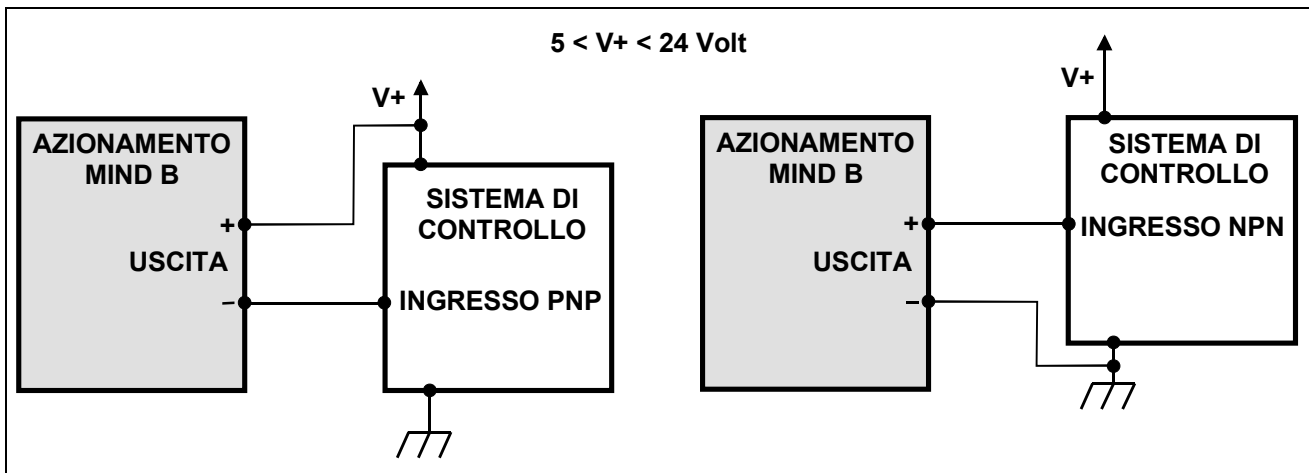 5 < V+ < 24 Volt
V+
AZIONAMENTO
MIND B
+
USCITA
–
SISTEMA DI
CONTROLLO
INGRESSO PNP
V+
AZIONAMENTO
MIND B
+
USCITA
–
SISTEMA DI
CONTROLLO
INGRESSO NPN